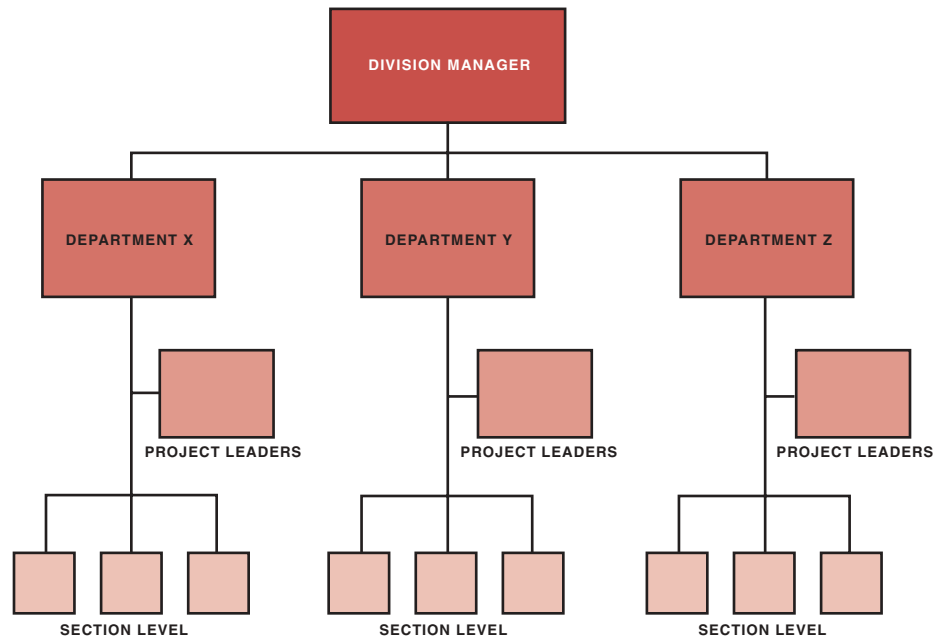 DIVISION MANAGER
DEPARTMENT X
DEPARTMENT Y
DEPARTMENT Z
PROJECT LEADERS
PROJECT LEADERS
PROJECT LEADERS
SECTION LEVEL
SECTION LEVEL
SECTION LEVEL